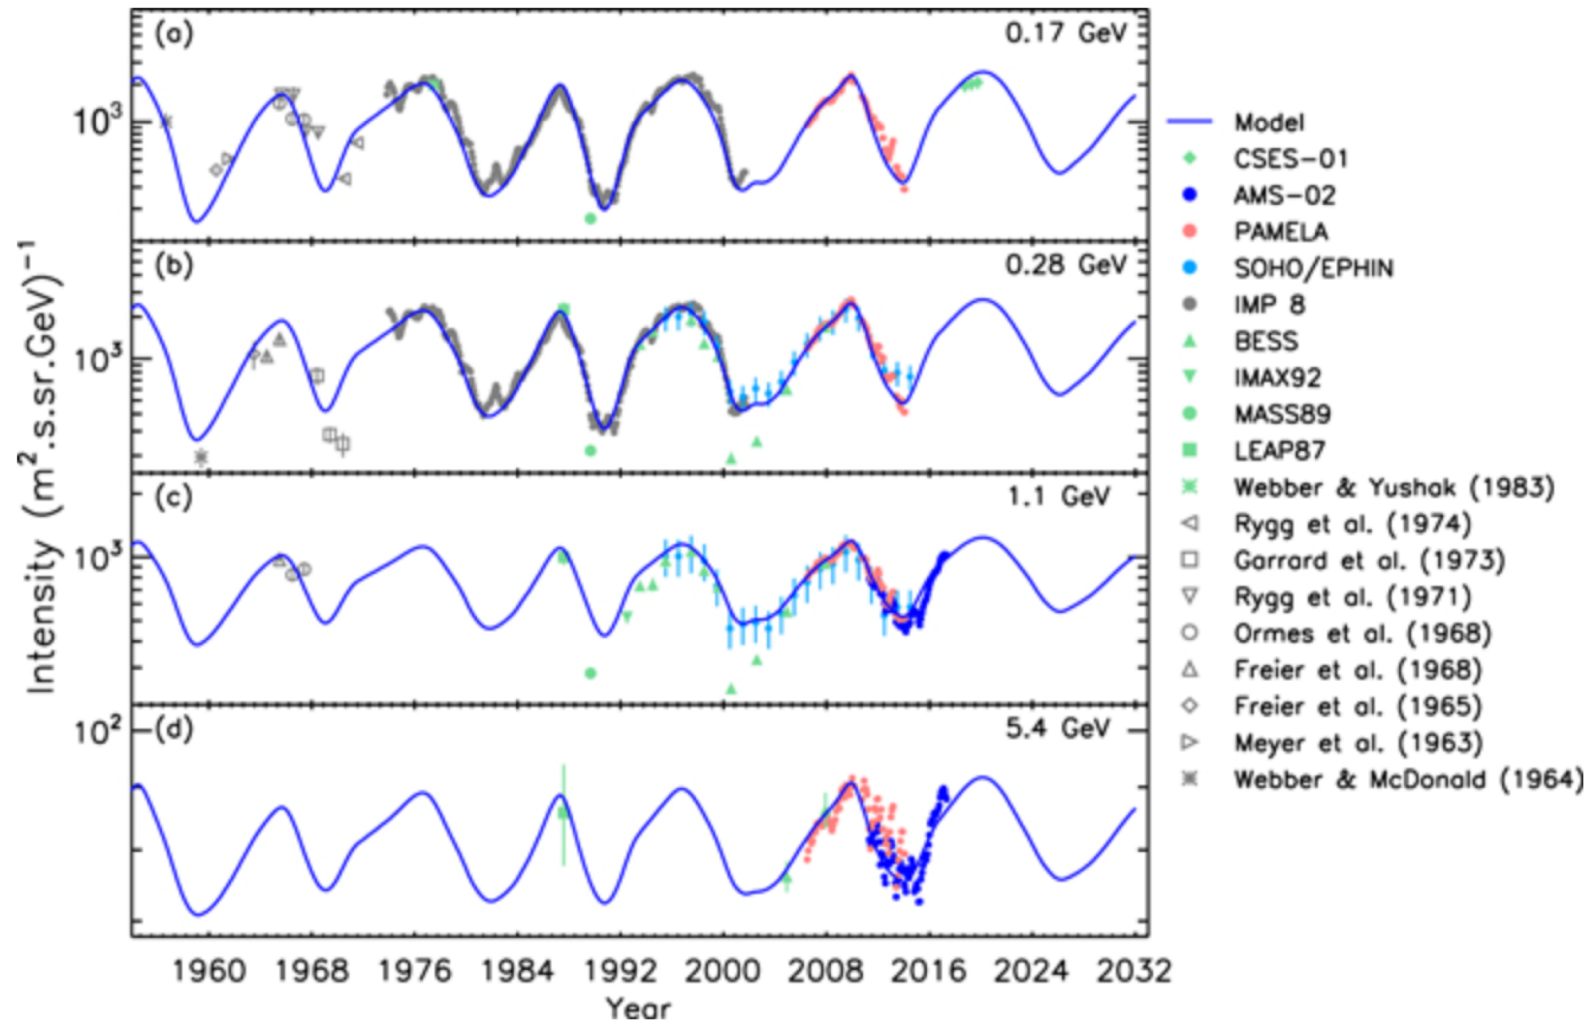 (a)
0.17 GeV
10³
(b)
0.28 GeV
10³
(c)
1.1 GeV
10³
(d)
5.4 GeV
10²
Intensity (m².s.sr.GeV)⁻¹
1960 1968 1976 1984 1992 2000 2008 2016 2024 2032
Year
Model
CSES-01
AMS-02
PAMELA
SOHO/EPHIN
IMP 8
BESS
IMAX92
MASS89
LEAP87
Webber & Yushak (1983)
Rygg et al. (1974)
Garrard et al. (1973)
Rygg et al. (1971)
Ormes et al. (1968)
Freier et al. (1968)
Freier et al. (1965)
Meyer et al. (1963)
Webber & McDonald (1964)